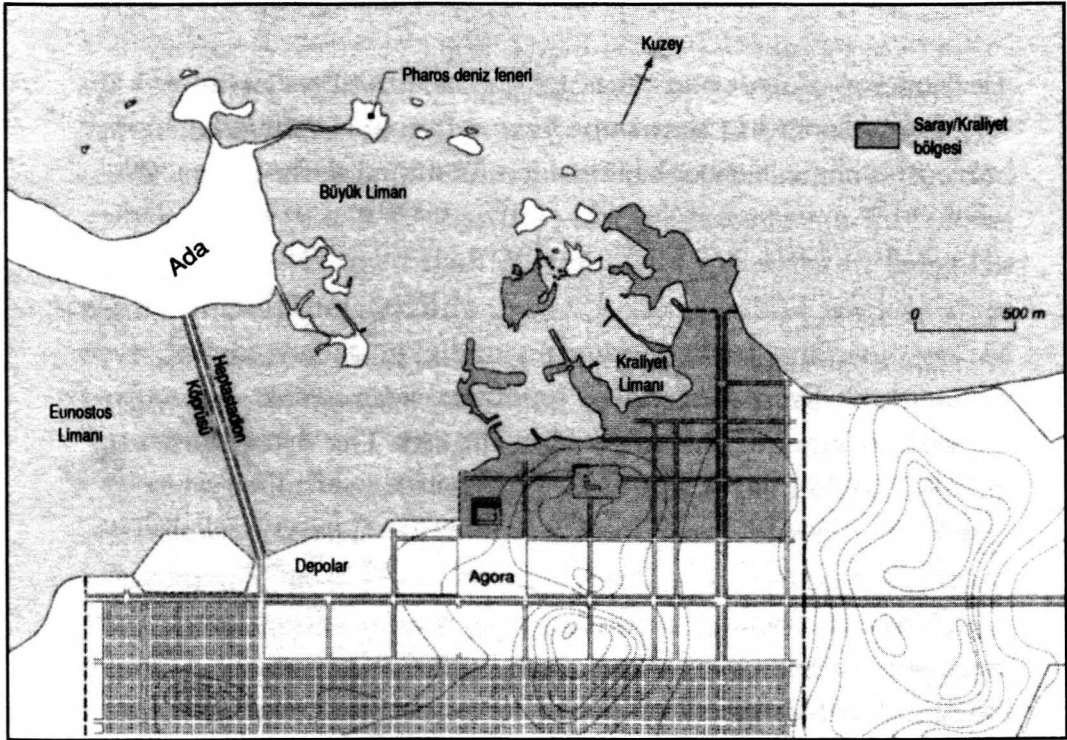 Kuzey
Pharos deniz feneri
Saray/Kraliyet
bölgesi
Büyük Liman
Ada
0 500 m
Heptastadion
Köprüsü
Kraliyet
Limanı
Eunostos
Limanı
Depolar
Agora